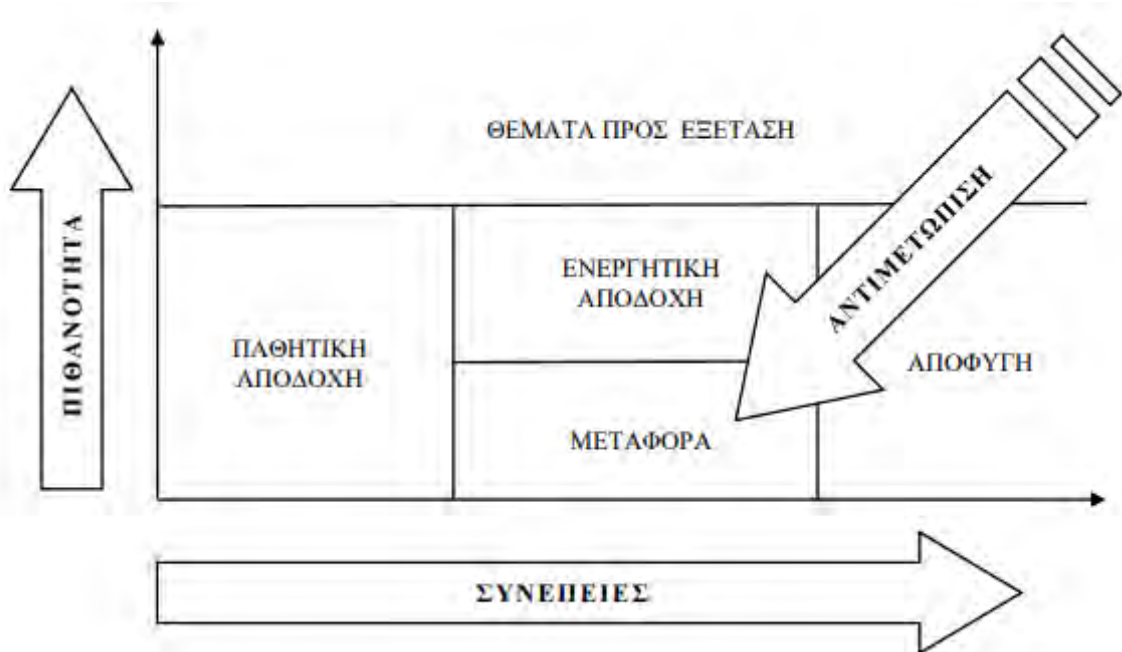 ΘΕΜΑΤΑ ΠΡΟΣ ΕΞΕΤΑΣΗ
ΠΙΘΑΝΟΤΗΤΑ
ΑΝΤΙΜΕΤΩΠΙΣΗ
ΕΝΕΡΓΗΤΙΚΗ
ΑΠΟΔΟΧΗ
ΠΑΘΗΤΙΚΗ
ΑΠΟΔΟΧΗ
ΑΠΟΦΥΓΗ
ΜΕΤΑΦΟΡΑ
ΣΥΝΕΠΕΙΕΣ